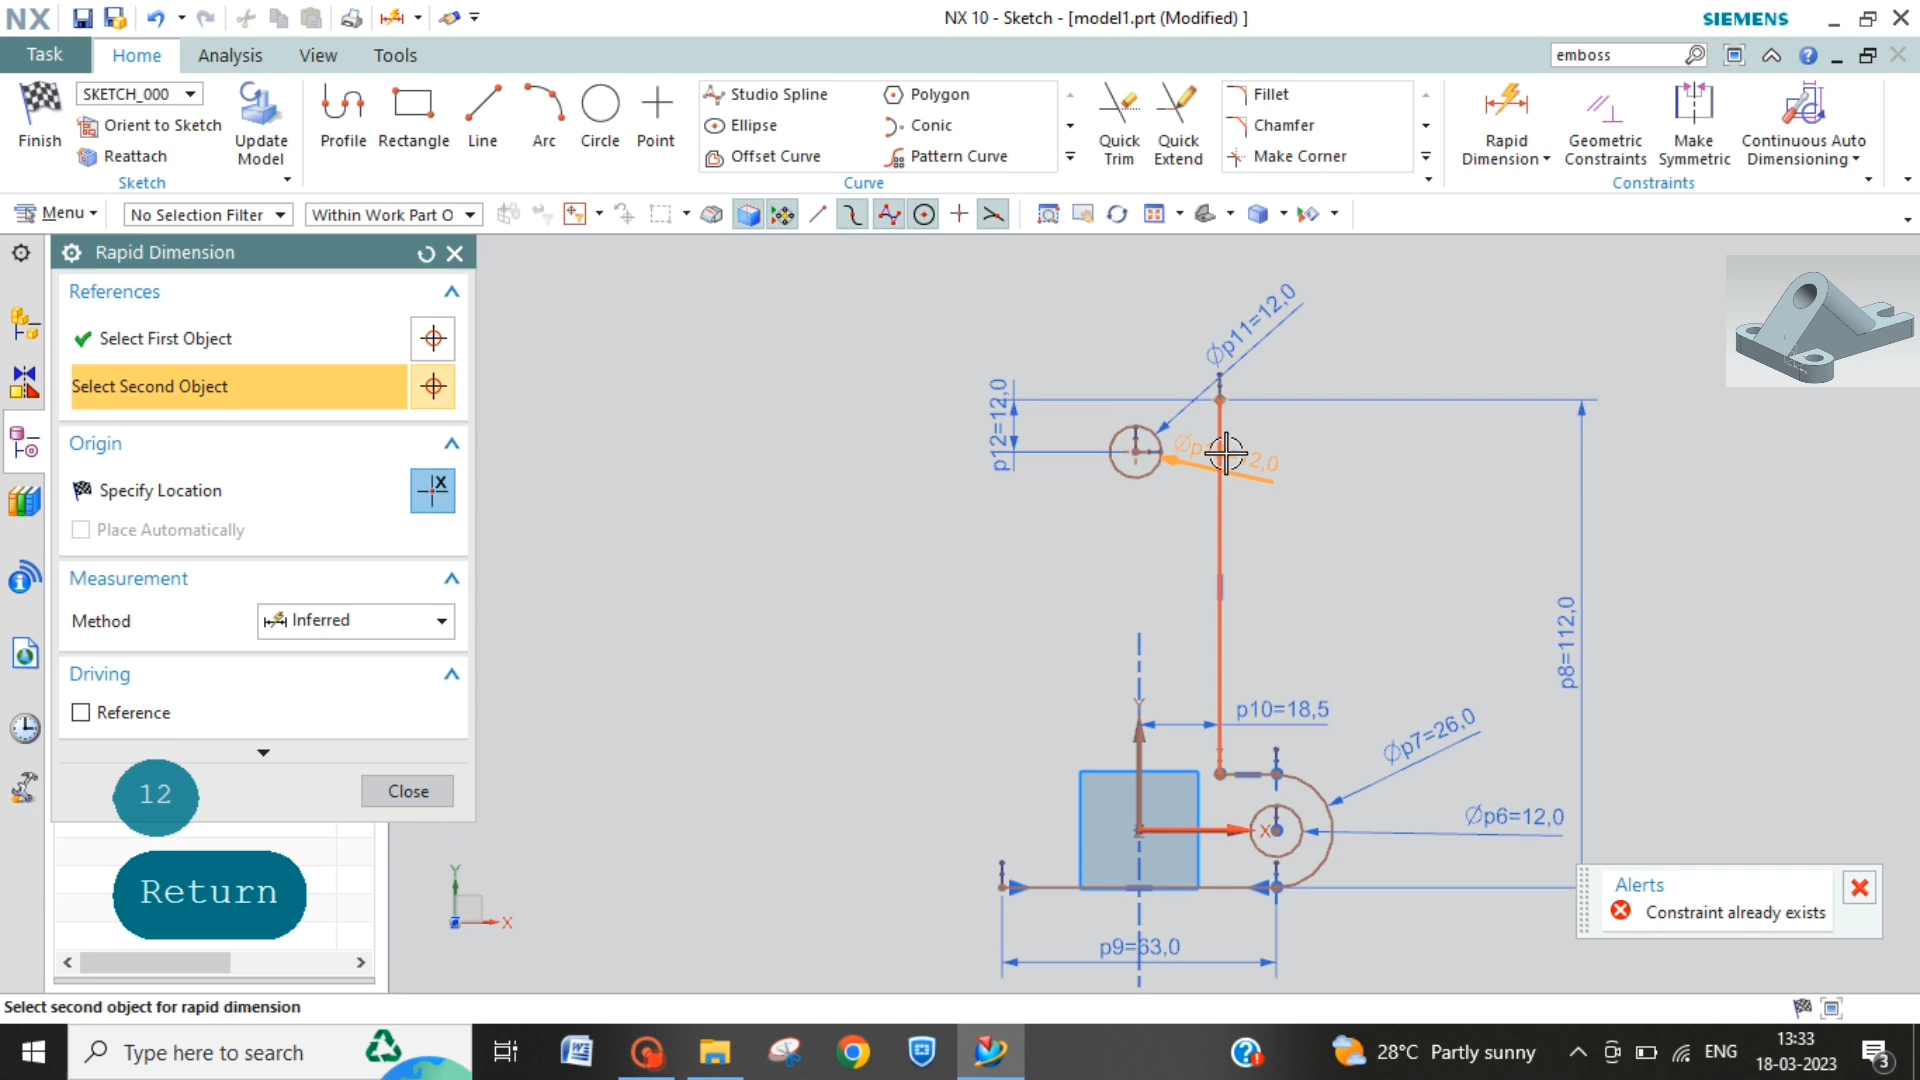 NX
NX 10 - Sketch - [model1.prt (Modified) ]
SIEMENS
Task
Home
Analysis
View
Tools
emboss
Finish
SKETCH_000
Orient to Sketch
Reattach
Update
Model
Sketch
Profile
Rectangle
Line
Arc
Circle
Point
Studio Spline
Ellipse
Offset Curve
Polygon
Conic
Pattern Curve
Curve
Quick
Trim
Quick
Extend
Fillet
Chamfer
Make Corner
Rapid
Dimension
Geometric
Constraints
Make
Symmetric
Continuous Auto
Dimensioning
Constraints
Menu
No Selection Filter
Within Work Part O
Rapid Dimension
References
Select First Object
Select Second Object
Origin
Specify Location
Place Automatically
Measurement
Method
Inferred
Driving
Reference
12
Close
Return
Øp11=12,0
p12=12,0
p8=112,0
p10=18,5
Øp7=26,0
Øp6=12,0
p9=63,0
Y
X
Y
X
Alerts
Constraint already exists
Select second object for rapid dimension
Type here to search
28°C Partly sunny
ENG
13:33
18-03-2023
3